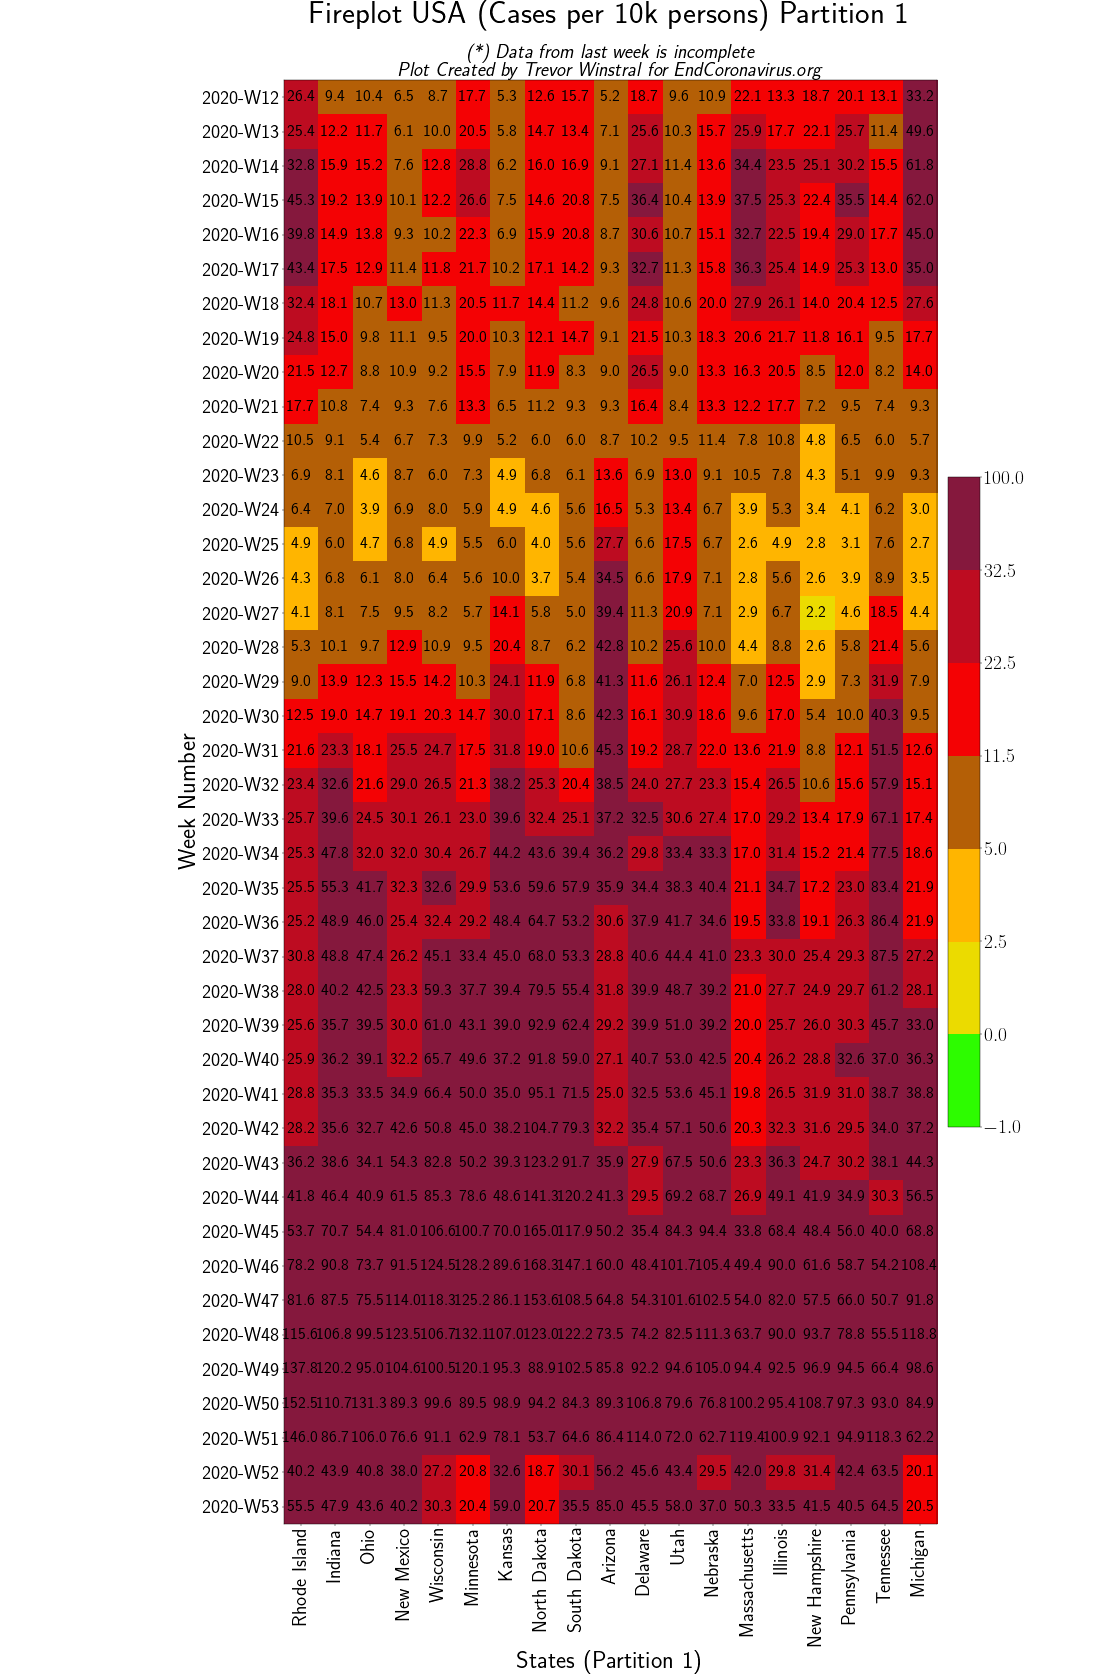 Fireplot USA (Cases per 10k persons) Partition 1
(*) Data from last week is incomplete
Plot Created by Trevor Winstral for EndCoronavirus.org
2020-W12 26.4 9.4 10.4 6.5 8.7 17.7 5.3 12.6 15.7 5.2 18.7 9.6 10.9 22.1 13.3 18.7 20.1 13.1 33.2
2020-W13 25.4 12.2 11.7 6.1 10.0 20.5 5.8 14.7 13.4 7.1 25.6 10.3 15.7 25.9 17.7 22.1 25.7 11.4 49.6
2020-W14 32.8 15.9 15.2 7.6 12.8 28.8 6.2 16.0 16.9 9.1 27.1 11.4 13.6 34.4 23.5 25.1 30.2 15.5 61.8
2020-W15 45.3 19.2 13.9 10.1 12.2 26.6 7.5 14.6 20.8 7.5 36.4 10.4 13.9 37.5 25.3 22.4 35.5 14.4 62.0
2020-W16 39.8 14.9 13.8 9.3 10.2 22.3 6.9 15.9 20.8 8.7 30.6 10.7 15.1 32.7 22.5 19.4 29.0 17.7 45.0
2020-W17 43.4 17.5 12.9 11.4 11.8 21.7 10.2 17.1 14.2 9.3 32.7 11.3 15.8 36.3 25.4 14.9 25.3 13.0 35.0
2020-W18 32.4 18.1 10.7 13.0 11.3 20.5 11.7 14.4 11.2 9.6 24.8 10.6 20.0 27.9 26.1 14.0 20.4 12.5 27.6
2020-W19 24.8 15.0 9.8 11.1 9.5 20.0 10.3 12.1 14.7 9.1 21.5 10.3 18.3 20.6 21.7 11.8 16.1 9.5 17.7
2020-W20 21.5 12.7 8.8 10.9 9.2 15.5 7.9 11.9 8.3 9.0 26.5 9.0 13.3 16.3 20.5 8.5 12.0 8.2 14.0
2020-W21 17.7 10.8 7.4 9.3 7.6 13.3 6.5 11.2 9.3 9.3 16.4 8.4 13.3 12.2 17.7 7.2 9.5 7.4 9.3
2020-W22 10.5 9.1 5.4 6.7 7.3 9.9 5.2 6.0 6.0 8.7 10.2 9.5 11.4 7.8 10.8 4.8 6.5 6.0 5.7
2020-W23 6.9 8.1 4.6 8.7 6.0 7.3 4.9 6.8 6.1 13.6 6.9 13.0 9.1 10.5 7.8 4.3 5.1 9.9 9.3
2020-W24 6.4 7.0 3.9 6.9 8.0 5.9 4.9 4.6 5.6 16.5 5.3 13.4 6.7 3.9 5.3 3.4 4.1 6.2 3.0
2020-W25 4.9 6.0 4.7 6.8 4.9 5.5 6.0 4.0 5.6 27.7 6.6 17.5 6.7 2.6 4.9 2.8 3.1 7.6 2.7
2020-W26 4.3 6.8 6.1 8.0 6.4 5.6 10.0 3.7 5.4 34.5 6.6 17.9 7.1 2.8 5.6 2.6 3.9 8.9 3.5
2020-W27 4.1 8.1 7.5 9.5 8.2 5.7 14.1 5.8 5.0 39.4 11.3 20.9 7.1 2.9 6.7 2.2 4.6 18.5 4.4
2020-W28 5.3 10.1 9.7 12.9 10.9 9.5 20.4 8.7 6.2 42.8 10.2 25.6 10.0 4.4 8.8 2.6 5.8 21.4 5.6
2020-W29 9.0 13.9 12.3 15.5 14.2 10.3 24.1 11.9 6.8 41.3 11.6 26.1 12.4 7.0 12.5 2.9 7.3 31.9 7.9
2020-W30 12.5 19.0 14.7 19.1 20.3 14.7 30.0 17.1 8.6 42.3 16.1 30.9 18.6 9.6 17.0 5.4 10.0 40.3 9.5
2020-W31 21.6 23.3 18.1 25.5 24.7 17.5 31.8 19.0 10.6 45.3 19.2 28.7 22.0 13.6 21.9 8.8 12.1 51.5 12.6
2020-W32 23.4 32.6 21.6 29.0 26.5 21.3 38.2 25.3 20.4 38.5 24.0 27.7 23.3 15.4 26.5 10.6 15.6 57.9 15.1
2020-W33 25.7 39.6 24.5 30.1 26.1 23.0 39.6 32.4 25.1 37.2 32.5 30.6 27.4 17.0 29.2 13.4 17.9 67.1 17.4
2020-W34 25.3 47.8 32.0 32.0 30.4 26.7 44.2 43.6 39.4 36.2 29.8 33.4 33.3 17.0 31.4 15.2 21.4 77.5 18.6
2020-W35 25.5 55.3 41.7 32.3 32.6 29.9 53.6 59.6 57.9 35.9 34.4 38.3 40.4 21.1 34.7 17.2 23.0 83.4 21.9
2020-W36 25.2 48.9 46.0 25.4 32.4 29.2 48.4 64.7 53.2 30.6 37.9 41.7 34.6 19.5 33.8 19.1 26.3 86.4 21.9
2020-W37 30.8 48.8 47.4 26.2 45.1 33.4 45.0 68.0 53.3 28.8 40.6 44.4 41.0 23.3 30.0 25.4 29.3 87.5 27.2
2020-W38 28.0 40.2 42.5 23.3 59.3 37.7 39.4 79.5 55.4 31.8 39.9 48.7 39.2 21.0 27.7 24.9 29.7 61.2 28.1
2020-W39 25.6 35.7 39.5 30.0 61.0 43.1 39.0 92.9 62.4 29.2 39.9 51.0 39.2 20.0 25.7 26.0 30.3 45.7 33.0
2020-W40 25.9 36.2 39.1 32.2 65.7 49.6 37.2 91.8 59.0 27.1 40.7 53.0 42.5 20.4 26.2 28.8 32.6 37.0 36.3
2020-W41 28.8 35.3 33.5 34.9 66.4 50.0 35.0 95.1 71.5 25.0 32.5 53.6 45.1 19.8 26.5 31.9 31.0 38.7 38.8
2020-W42 28.2 35.6 32.7 42.6 50.8 45.0 38.2 104.7 79.3 32.2 35.4 57.1 50.6 20.3 32.3 31.6 29.5 34.0 37.2
2020-W43 36.2 38.6 34.1 54.3 82.8 50.2 39.3 123.2 91.7 35.9 27.9 67.5 50.6 23.3 36.3 24.7 30.2 38.1 44.3
2020-W44 41.8 46.4 40.9 61.5 85.3 78.6 48.6 141.3 120.2 41.3 29.5 69.2 68.7 26.9 49.1 41.9 34.9 30.3 56.5
2020-W45 53.7 70.7 54.4 81.0 106.6 100.7 70.0 165.0 117.9 50.2 35.4 84.3 94.4 33.8 68.4 48.4 56.0 40.0 68.8
2020-W46 78.2 90.8 73.7 91.5 124.5 128.2 89.6 168.3 147.1 60.0 48.4 101.7 105.4 49.4 90.0 61.6 58.7 54.2 108.4
2020-W47 81.6 87.5 75.5 114.0 118.3 125.2 86.1 153.6 108.5 64.8 54.3 101.6 102.5 54.0 82.0 57.5 66.0 50.7 91.8
2020-W48 115.6 106.8 99.5 123.5 106.7 132.1 107.0 123.0 122.2 73.5 74.2 82.5 111.3 63.7 90.0 93.7 78.8 55.5 118.8
2020-W49 137.8 120.2 95.0 104.6 100.5 120.1 95.3 88.9 102.5 85.8 92.2 94.6 105.0 94.4 92.5 96.9 94.5 66.4 98.6
2020-W50 152.5 110.7 131.3 89.3 99.6 89.5 98.9 94.2 84.3 89.3 106.8 79.6 76.8 100.2 95.4 108.7 97.3 93.0 84.9
2020-W51 146.0 86.7 106.0 76.6 91.1 62.9 78.1 53.7 64.6 86.4 114.0 72.0 62.7 119.4 100.9 92.1 94.9 118.3 62.2
2020-W52 40.2 43.9 40.8 38.0 27.2 20.8 32.6 18.7 30.1 56.2 45.6 43.4 29.5 42.0 29.8 31.4 42.4 63.5 20.1
2020-W53 55.5 47.9 43.6 40.2 30.3 20.4 59.0 20.7 35.5 85.0 45.5 58.0 37.0 50.3 33.5 41.5 40.5 64.5 20.5
Week Number
Rhode Island
Indiana
Ohio
New Mexico
Wisconsin
Minnesota
Kansas
North Dakota
South Dakota
Arizona
Delaware
Utah
Nebraska
Massachusetts
Illinois
New Hampshire
Pennsylvania
Tennessee
Michigan
States (Partition 1)
100.0
32.5
22.5
11.5
5.0
2.5
0.0
−1.0